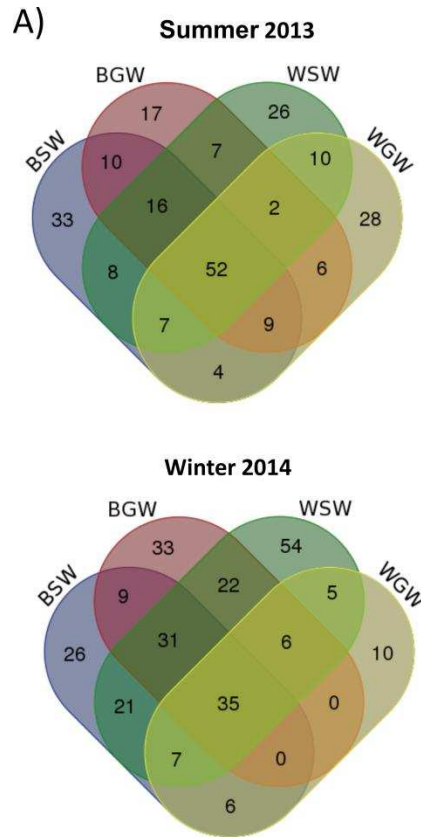 A)
Summer 2013
BGW WSW
BSW WGW
17 26
10 7 10
33 16 2 28
8 52 6
7 9
4
Winter 2014
BGW WSW
BSW WGW
33 54
9 22 5
26 31 6 10
21 35 0
7 0
6